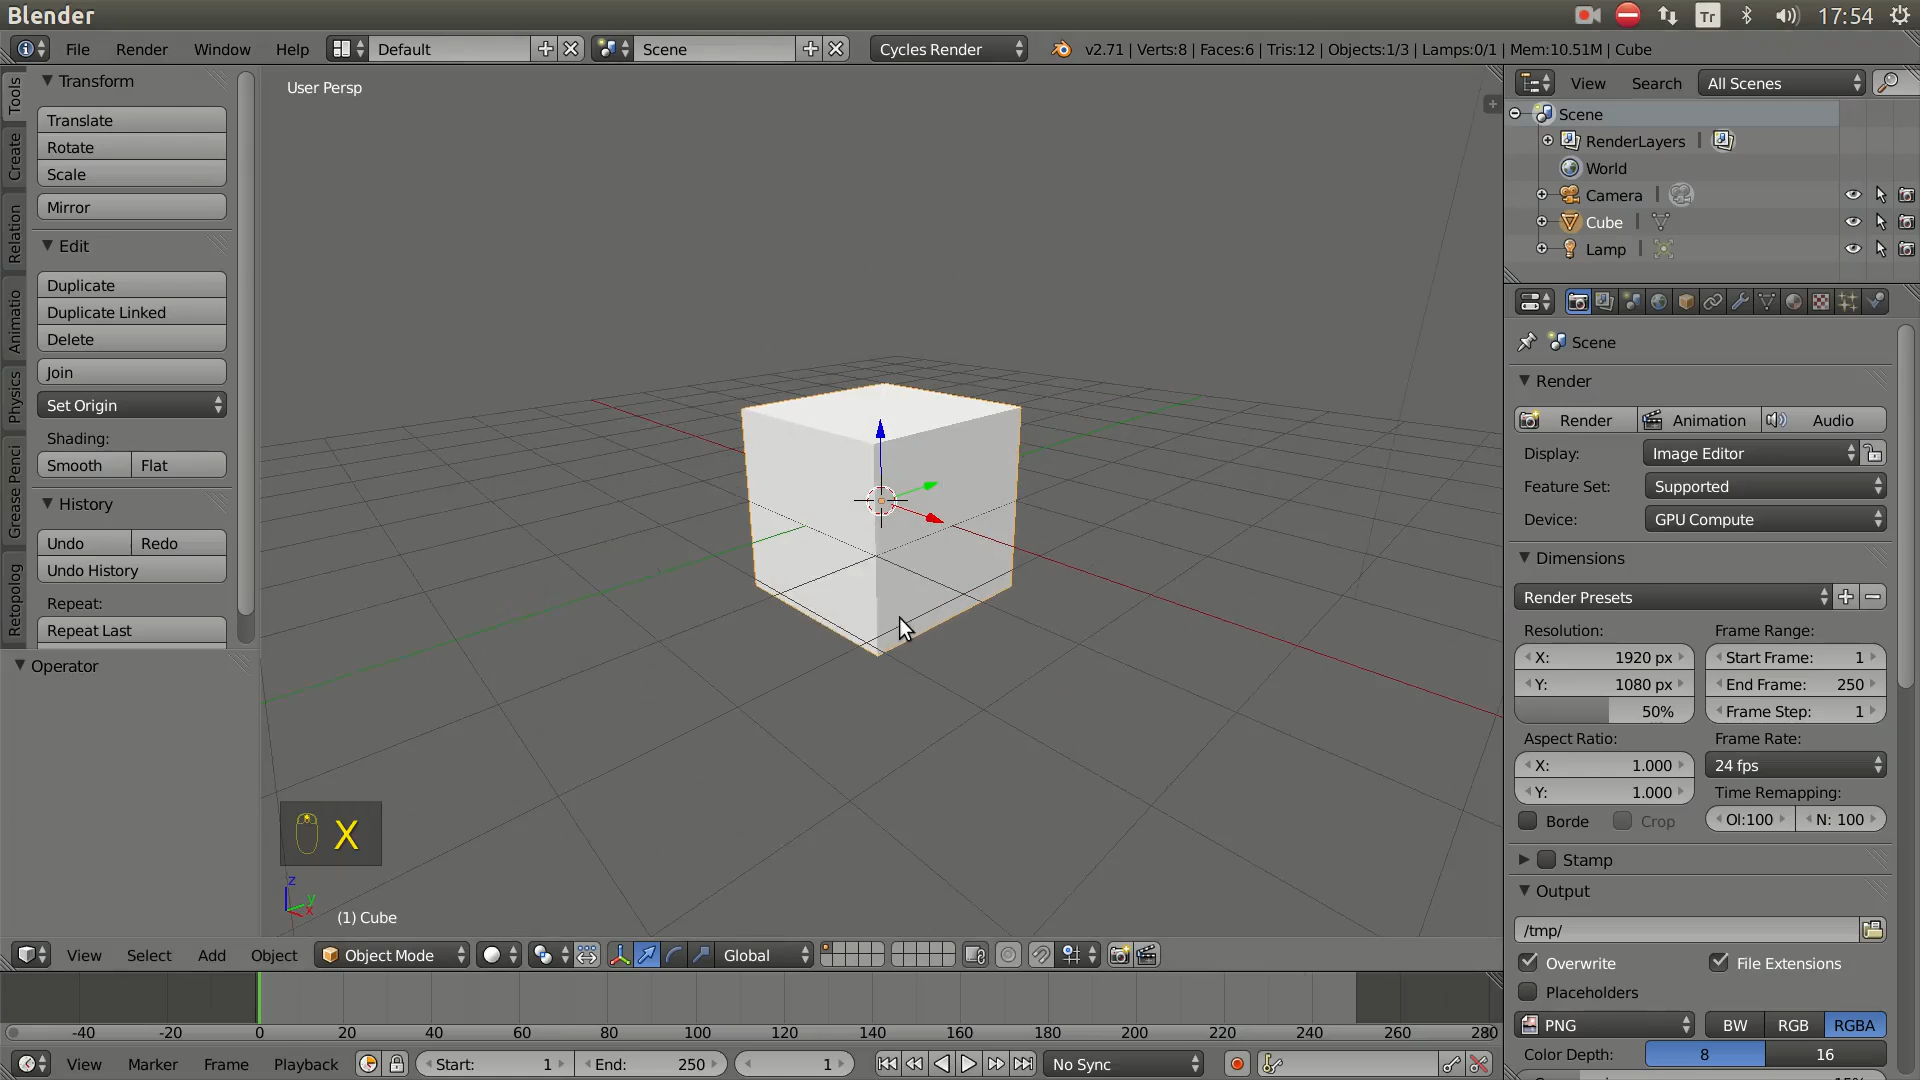 Blender
Tr
17:54
File Render Window Help Default Scene Cycles Render v2.71 | Verts:8 | Faces:6 | Tris:12 | Objects:1/3 | Lamps:0/1 | Mem:10.51M | Cube
Tools
Create
Relation
Animatio
Physics
Grease Penci
Retopolog
Transform
Translate
Rotate
Scale
Mirror
Edit
Duplicate
Duplicate Linked
Delete
Join
Set Origin
Shading:
Smooth Flat
History
Undo Redo
Undo History
Repeat:
Repeat Last
Operator
User Persp
X
z
y
x
(1) Cube
View Search All Scenes
Scene
RenderLayers
World
Camera
Cube
Lamp
Scene
Render
Render Animation Audio
Display: Image Editor
Feature Set: Supported
Device: GPU Compute
Dimensions
Render Presets
Resolution: Frame Range:
X: 1920 px Start Frame: 1
Y: 1080 px End Frame: 250
50% Frame Step: 1
Aspect Ratio: Frame Rate:
X: 1.000 24 fps
Y: 1.000 Time Remapping:
Borde Crop Ol:100 N: 100
Stamp
Output
/tmp/
Overwrite File Extensions
Placeholders
PNG BW RGB RGBA
Color Depth: 8 16
View Select Add Object Object Mode Global
-40 -20 0 20 40 60 80 100 120 140 160 180 200 220 240 260 280
View Marker Frame Playback Start: 1 End: 250 1 No Sync